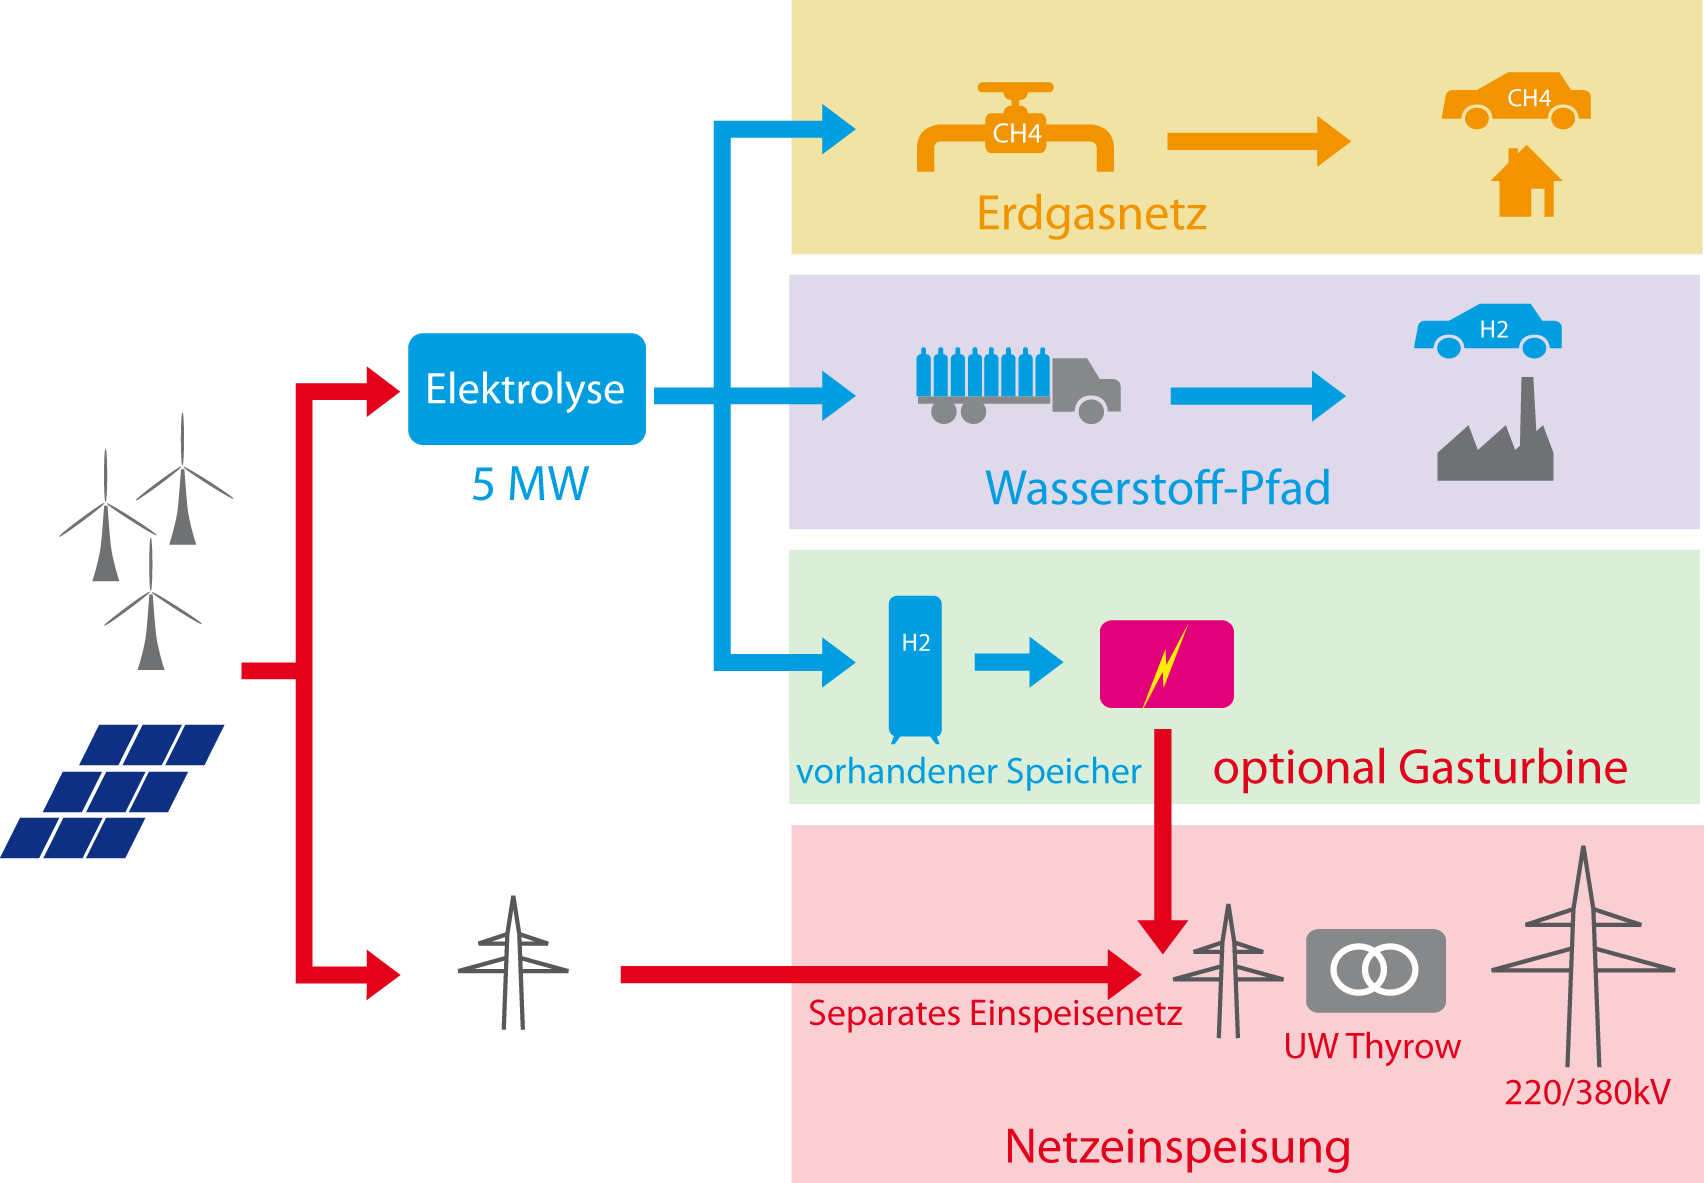 CH4
CH4
Erdgasnetz
H2
Elektrolyse
5 MW
Wasserstoff-Pfad
H2
vorhandener Speicher
optional Gasturbine
Separates Einspeisenetz
UW Thyrow
220/380kV
Netzeinspeisung